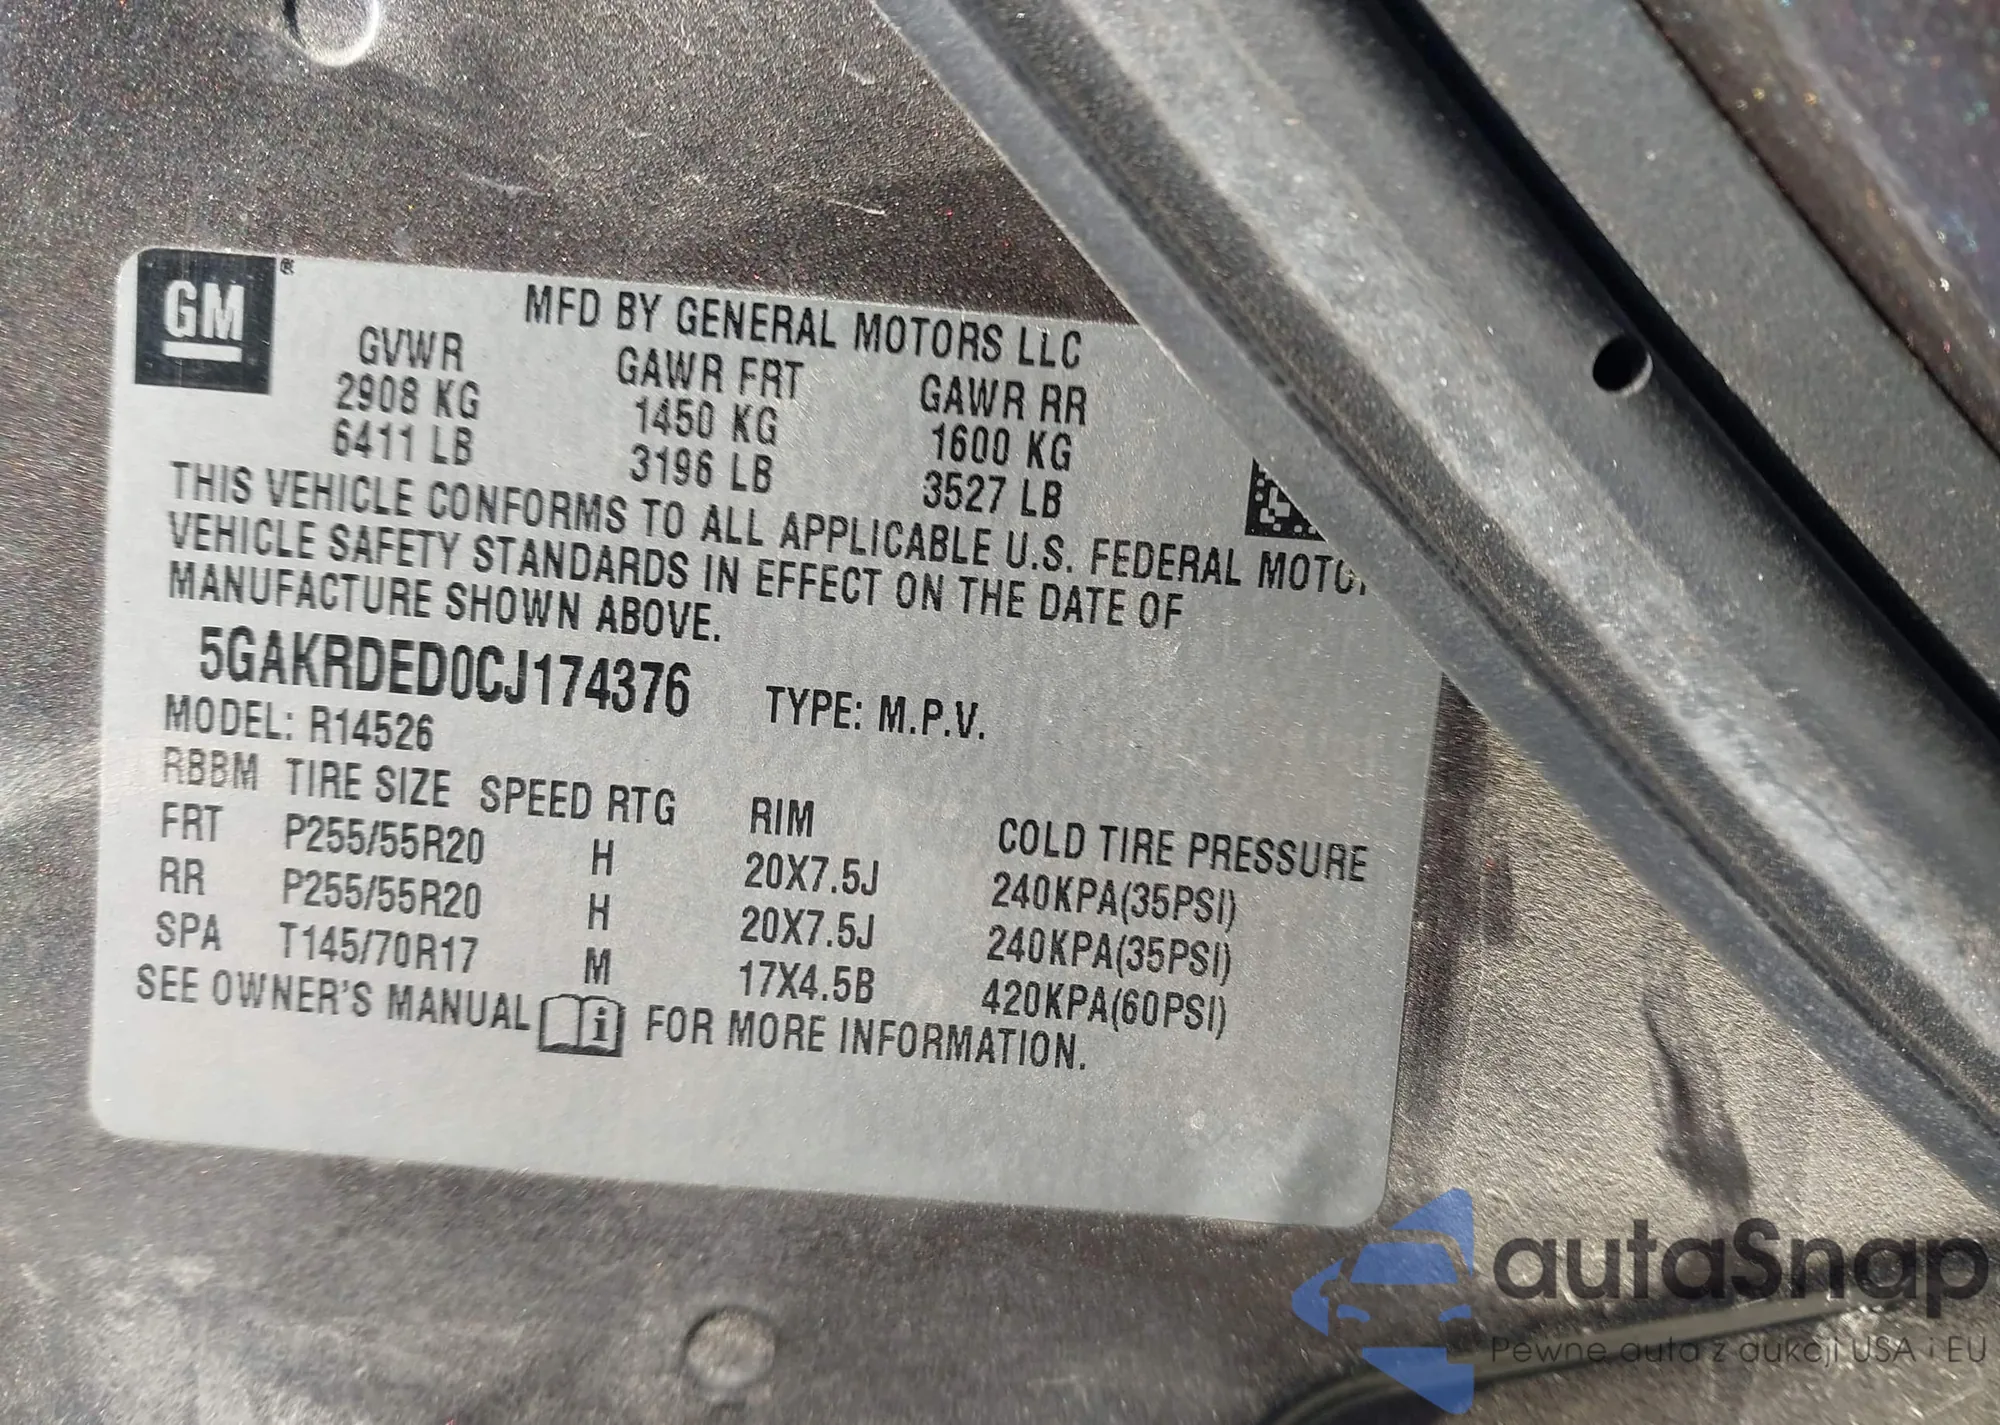 GM ®
MFD BY GENERAL MOTORS LLC
GVWR GAWR FRT GAWR RR
2908 KG 1450 KG 1600 KG
6411 LB 3196 LB 3527 LB
THIS VEHICLE CONFORMS TO ALL APPLICABLE U.S. FEDERAL MOTO
VEHICLE SAFETY STANDARDS IN EFFECT ON THE DATE OF
MANUFACTURE SHOWN ABOVE.
5GAKRDED0CJ174376 TYPE: M.P.V.
MODEL: R14526
RBBM TIRE SIZE SPEED RTG RIM COLD TIRE PRESSURE
FRT P255/55R20 H 20X7.5J 240KPA(35PSI)
RR P255/55R20 H 20X7.5J 240KPA(35PSI)
SPA T145/70R17 M 17X4.5B 420KPA(60PSI)
SEE OWNER'S MANUAL i FOR MORE INFORMATION.
autaSnap
Pewne auta z aukcji USA i EU